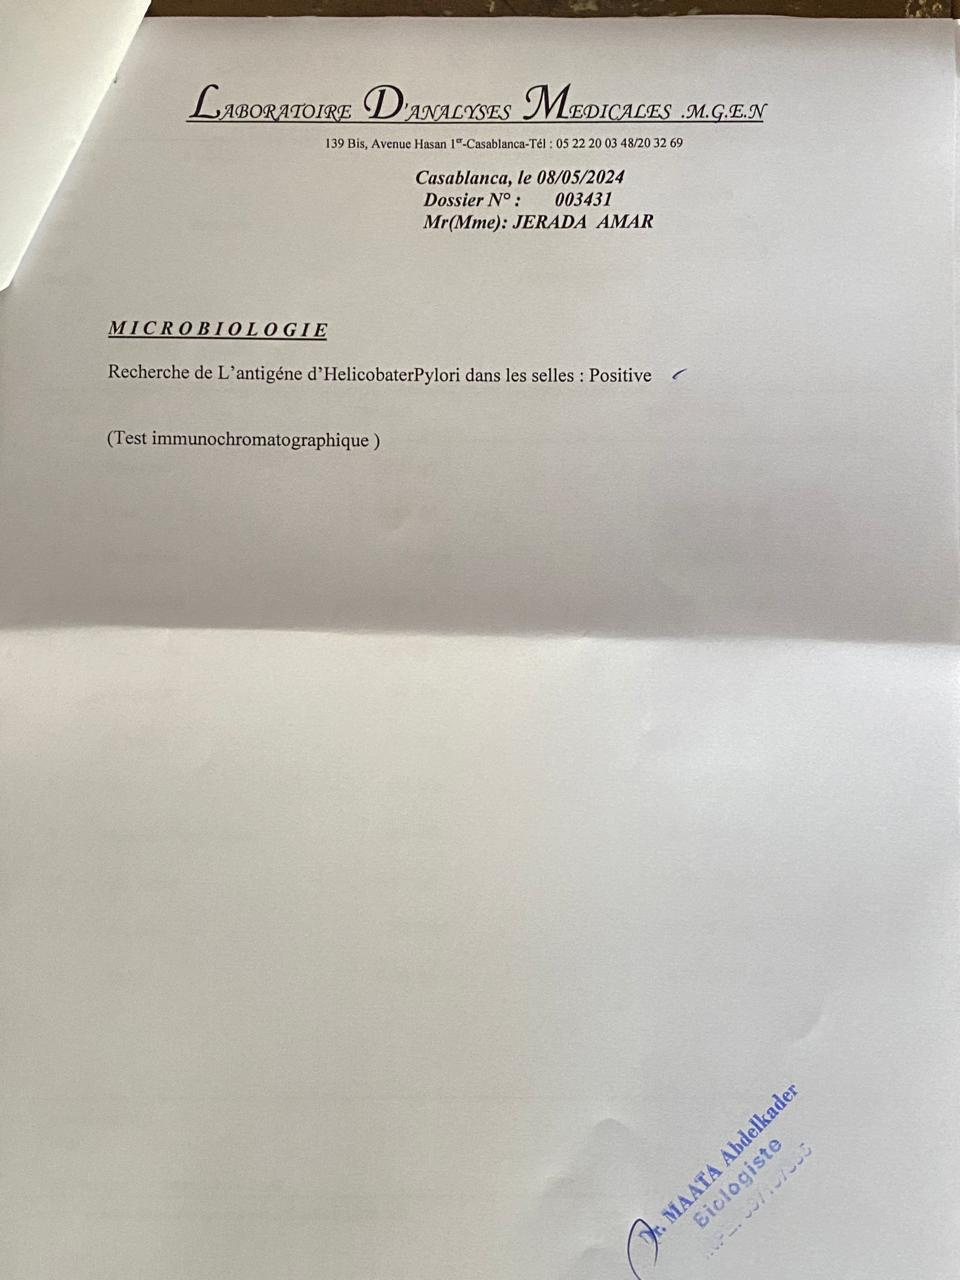 LABORATOIRE D'ANALYSES MEDICALES .M.G.E.N
139 Bis, Avenue Hasan 1er-Casablanca-Tél : 05 22 20 03 48/20 32 69
Casablanca, le 08/05/2024
Dossier N° : 003431
Mr(Mme): JERADA AMAR
MICROBIOLOGIE
Recherche de L'antigéne d'HelicobaterPylori dans les selles : Positive
(Test immunochromatographique )
Dr. MAATA Abdelkader
Biologiste